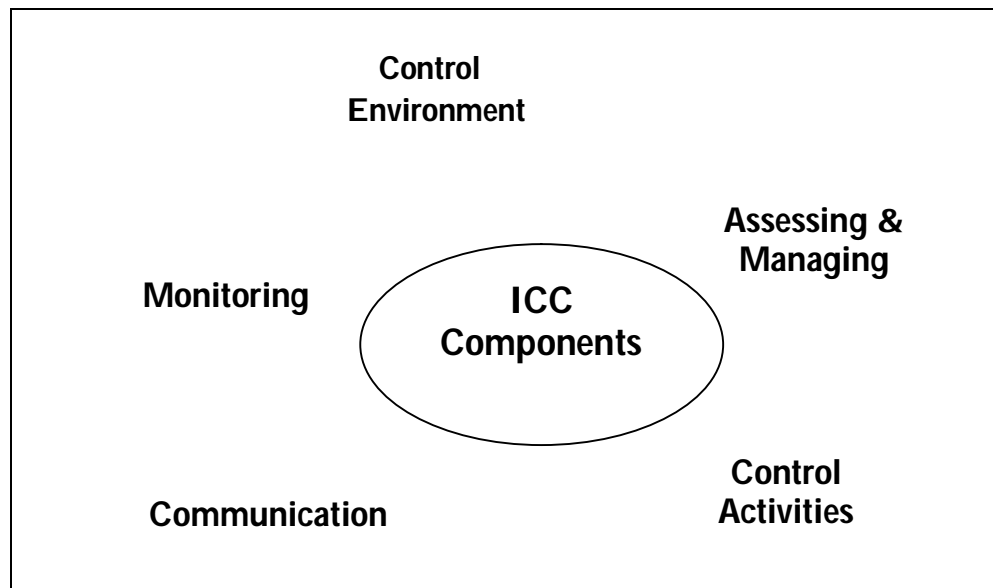 Control
Environment
Assessing &
Managing
Monitoring
ICC
Components
Control
Activities
Communication